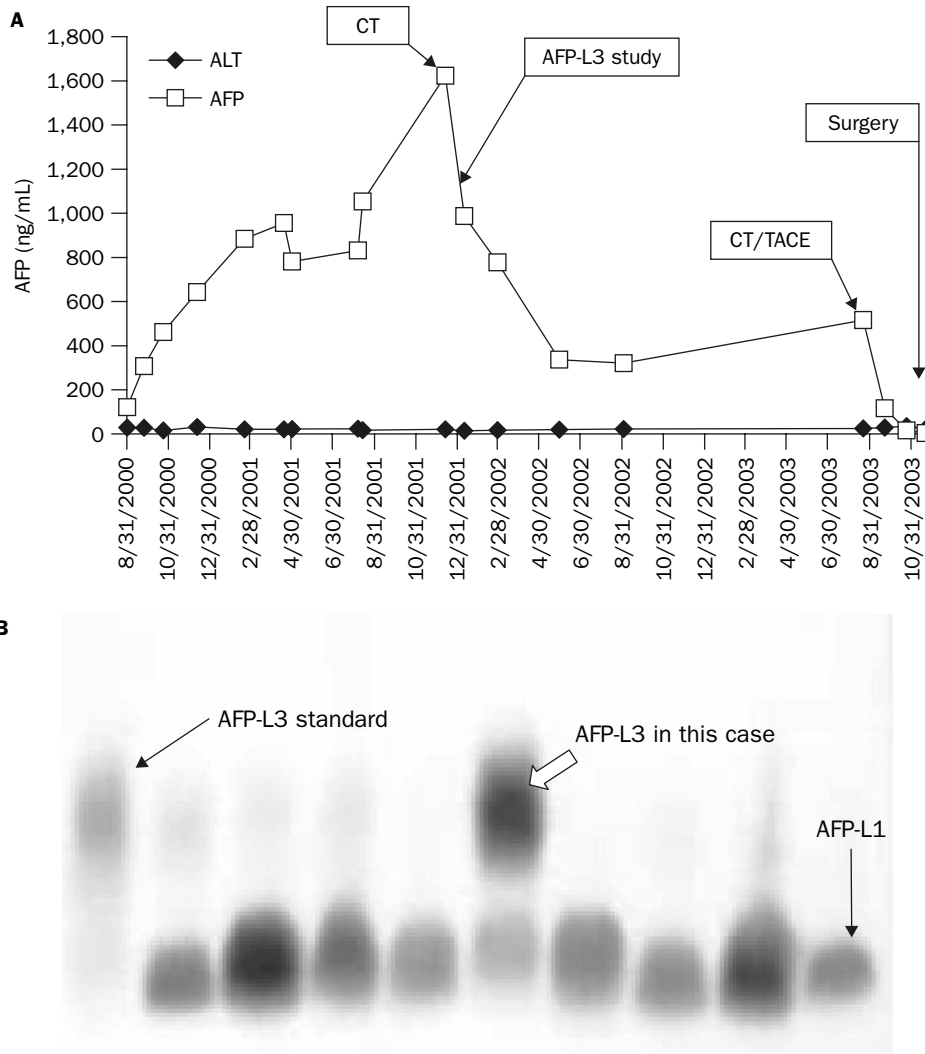 A
CT
1,800
ALT
AFP
AFP-L3 study
1,600
1,400
Surgery
1,200
1,000
CT/TACE
800
600
400
200
0
AFP (ng/mL)
8/31/2000
10/31/2000
12/31/2000
2/28/2001
4/30/2001
6/30/2001
8/31/2001
10/31/2001
12/31/2001
2/28/2002
4/30/2002
6/30/2002
8/31/2002
10/31/2002
12/31/2002
2/28/2003
4/30/2003
6/30/2003
8/31/2003
10/31/2003
B
AFP-L3 standard
AFP-L3 in this case
AFP-L1